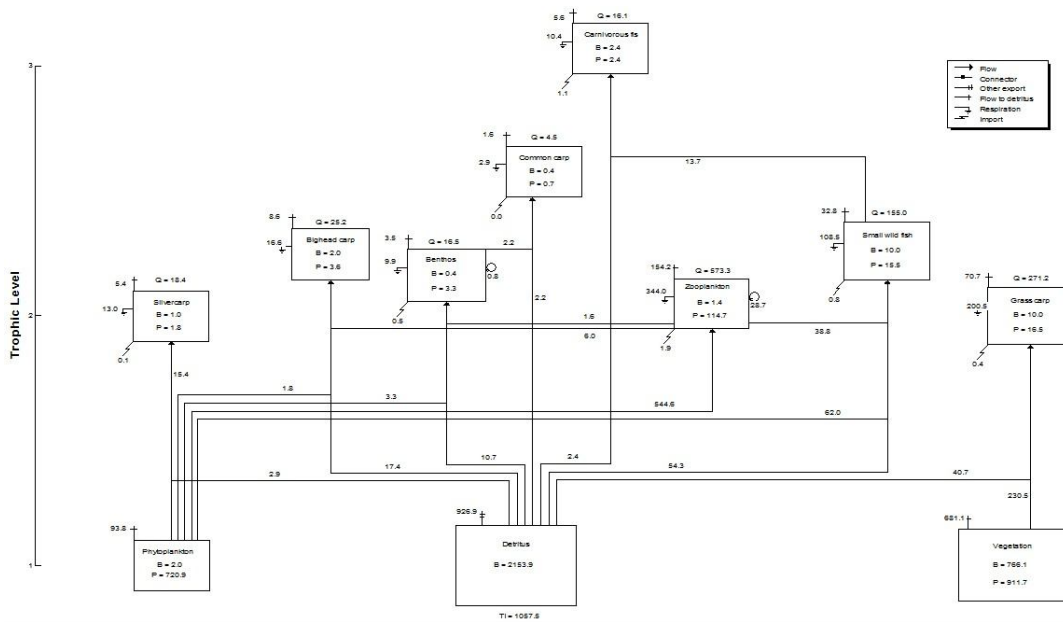 Trophic Level
3
2
1
Flow
Connector
Other export
Flow to detritus
Respiration
Import
5.6
Q = 16.1
10.4
Carnivorous fis
B = 2.4
P = 2.4
1.1
1.6
Q = 4.5
2.9
Common carp
B = 0.4
P = 0.7
0.0
13.7
8.6
Q = 25.2
16.6
Bighead carp
B = 2.0
P = 3.6
3.5
Q = 16.5
9.9
Benthos
B = 0.4
P = 3.3
0.8
0.5
2.2
2.2
32.8
Q = 155.0
108.5
Small wild fish
B = 10.0
P = 15.5
0.8
154.2
Q = 573.3
344.0
Zooplankton
B = 1.4
P = 114.7
28.7
1.9
5.4
Q = 18.4
13.0
Silvercarp
B = 1.0
P = 1.8
0.1
70.7
Q = 271.2
200.5
Grass carp
B = 10.0
P = 16.5
0.4
1.6
6.0
38.8
15.4
1.8
3.3
544.6
62.0
2.9
17.4
10.7
2.4
54.3
40.7
230.5
93.8
Phytoplankton
B = 2.0
P = 720.9
926.9
Detritus
B = 2153.9
TI = 1057.5
681.1
Vegetation
B = 766.1
P = 911.7